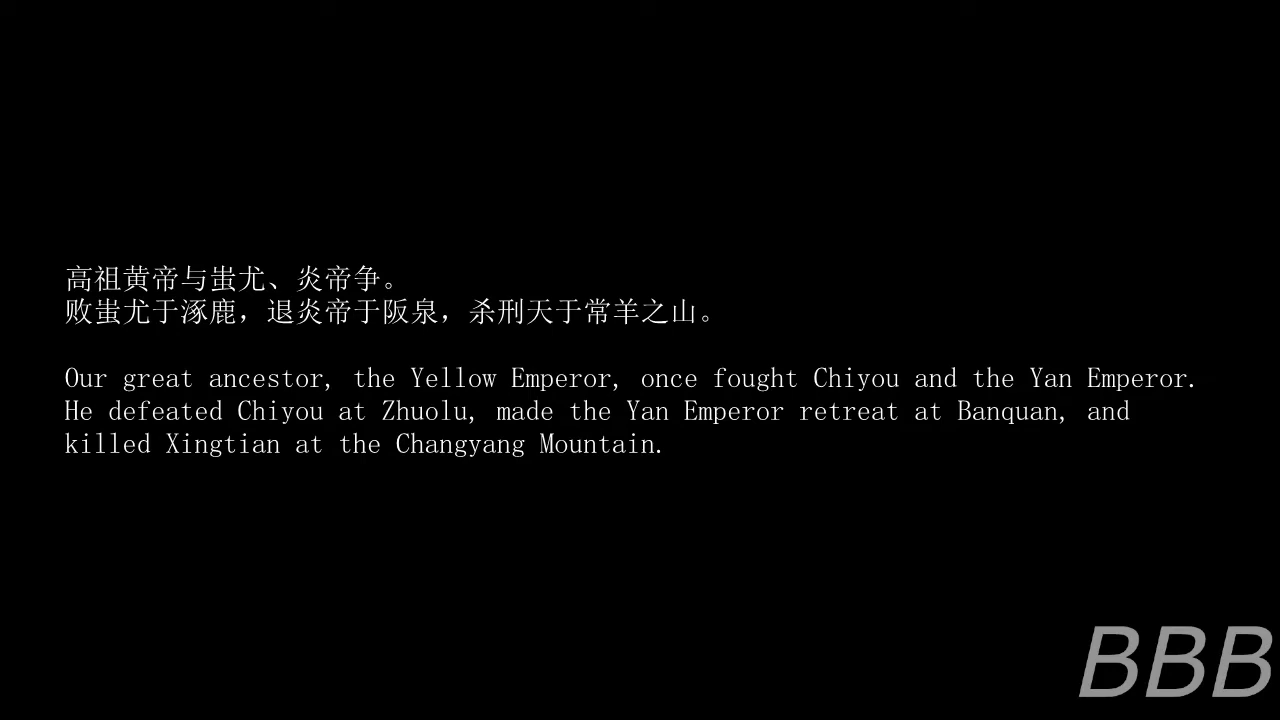 高祖黄帝与蚩尤、炎帝争。
败蚩尤于涿鹿，退炎帝于阪泉，杀刑天于常羊之山。
Our great ancestor, the Yellow Emperor, once fought Chiyou and the Yan Emperor.
He defeated Chiyou at Zhuolu, made the Yan Emperor retreat at Banquan, and
killed Xingtian at the Changyang Mountain.
BBB